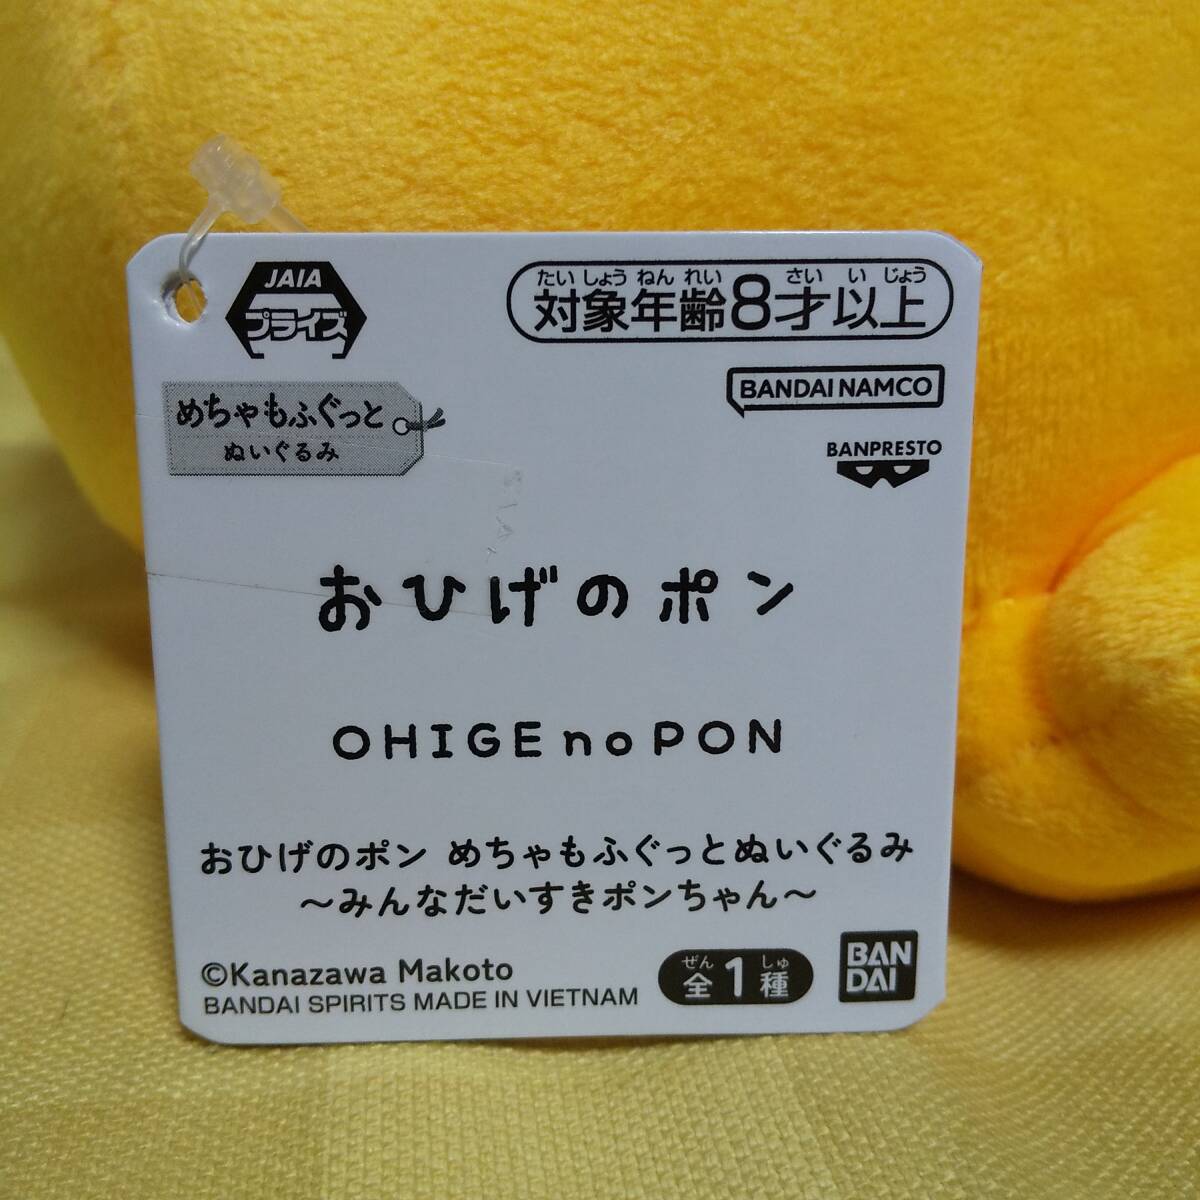 JAIA
プライズ
たい しょう ねん れい さい い じょう
対象年齢8才以上
めちゃもふぐっと
ぬいぐるみ
BANDAI NAMCO
BANPRESTO
おひげのポン
OHIGE no PON
おひげのポン めちゃもふぐっとぬいぐるみ
～みんなだいすきポンちゃん～
©Kanazawa Makoto
BANDAI SPIRITS MADE IN VIETNAM
ぜん しゅ
全1種
BAN
DAI